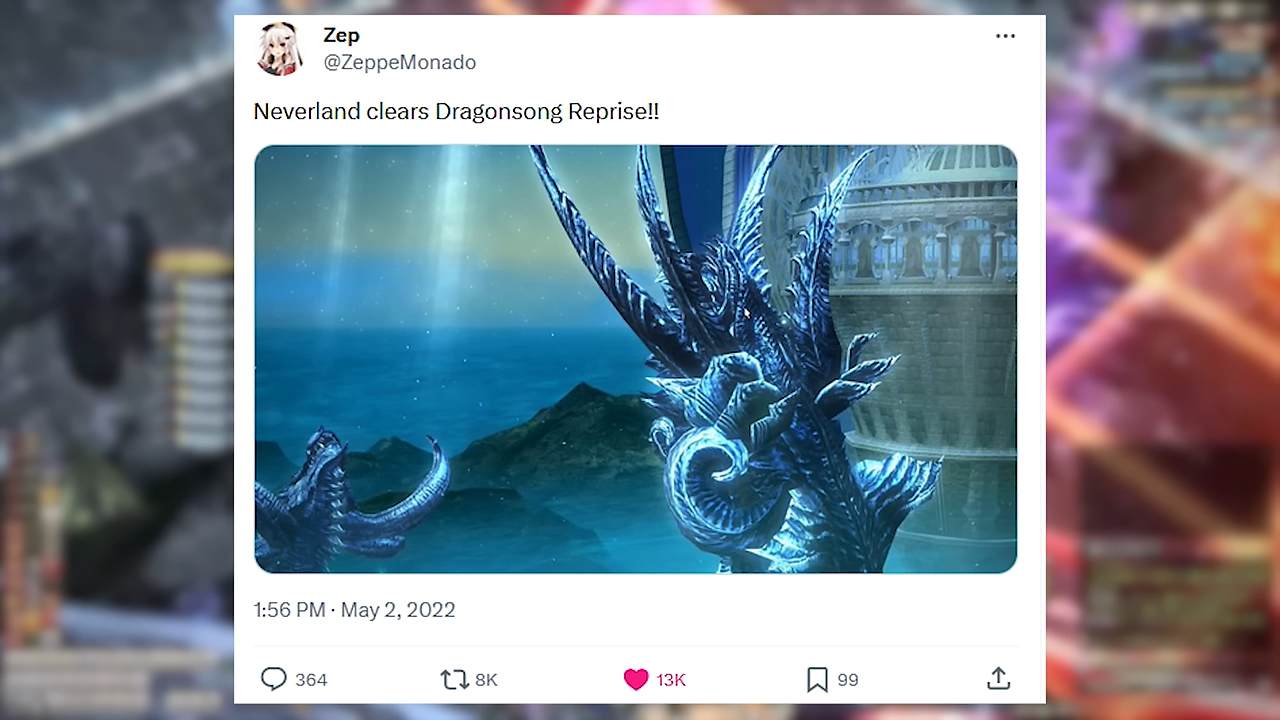 Zep
@ZeppeMonado
Neverland clears Dragonsong Reprise!!
1:56 PM · May 2, 2022
364
8K
13K
99